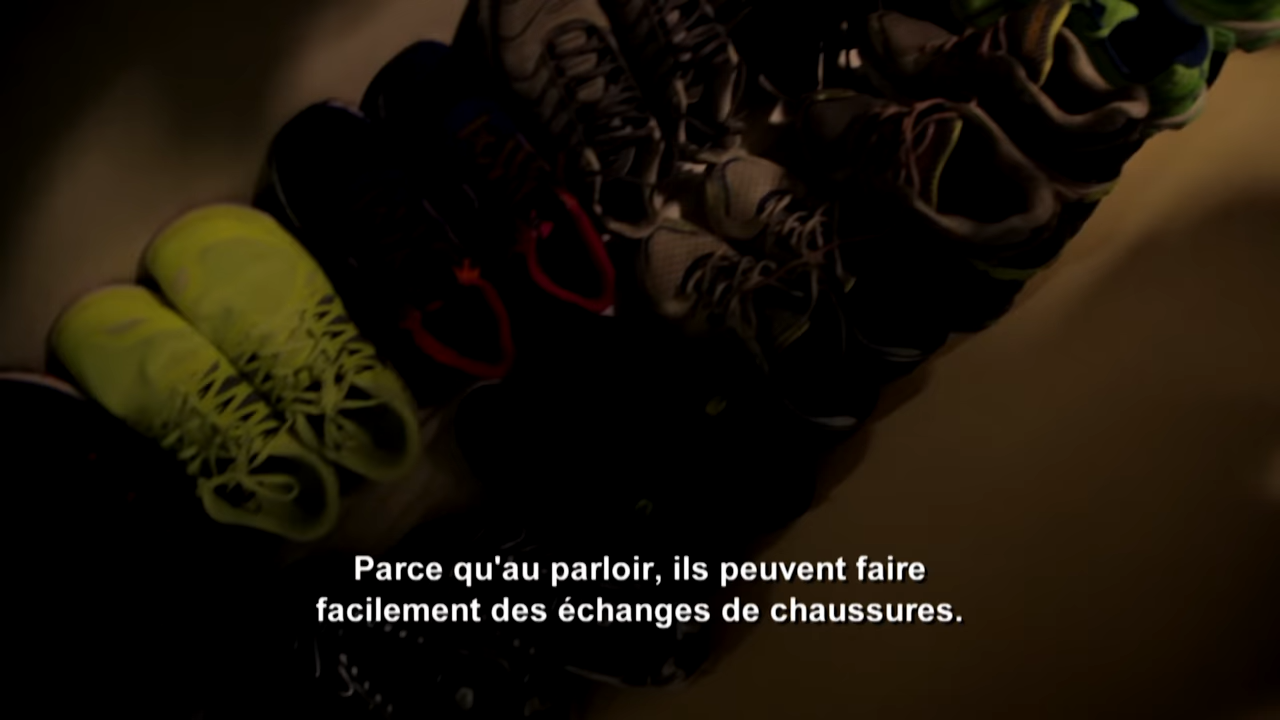 Parce qu'au parloir, ils peuvent faire
facilement des échanges de chaussures.